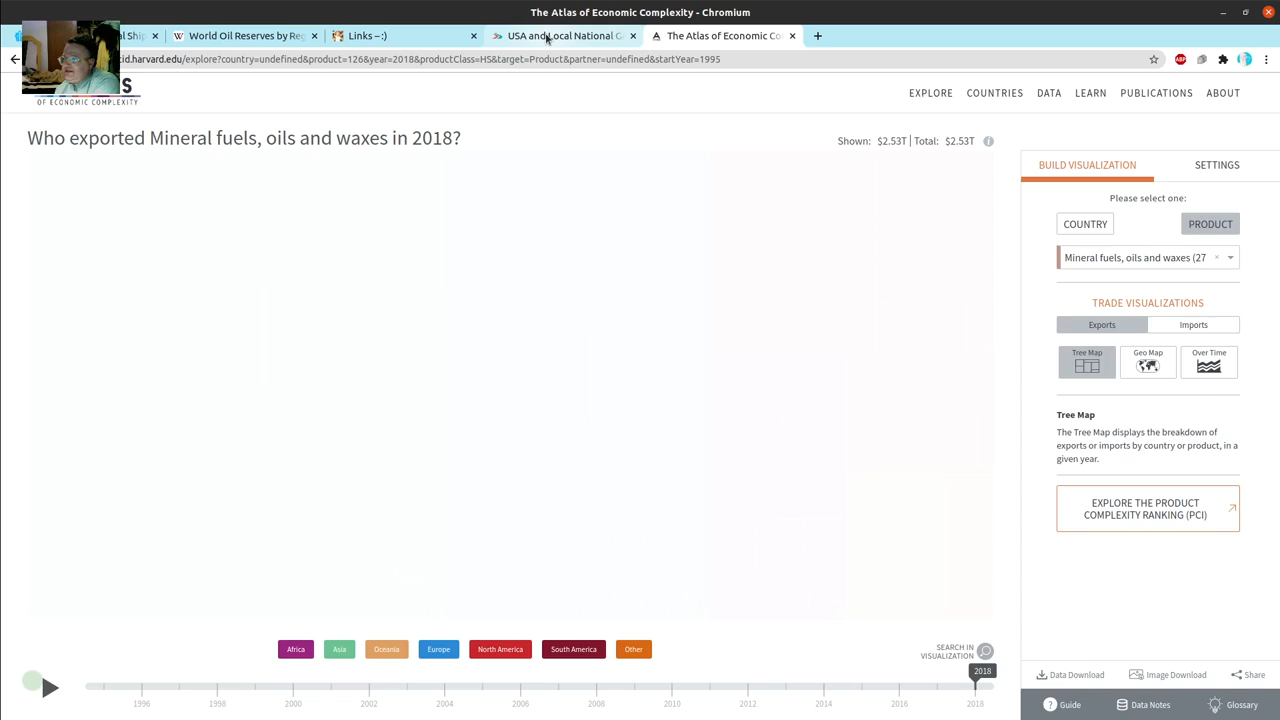 The Atlas of Economic Complexity - Chromium
al Ship
World Oil Reserves by Reg
Links – :)
USA and Local National G
The Atlas of Economic Co
cid.harvard.edu/explore?country=undefined&product=126&year=2018&productClass=HS&target=Product&partner=undefined&startYear=1995
ABP
S
OF ECONOMIC COMPLEXITY
EXPLORE
COUNTRIES
DATA
LEARN
PUBLICATIONS
ABOUT
Who exported Mineral fuels, oils and waxes in 2018?
Shown: $2.53T | Total: $2.53T
BUILD VISUALIZATION
SETTINGS
Please select one:
COUNTRY
PRODUCT
Mineral fuels, oils and waxes (27
TRADE VISUALIZATIONS
Exports
Imports
Tree Map
Geo Map
Over Time
Tree Map
The Tree Map displays the breakdown of
exports or imports by country or product, in a
given year.
EXPLORE THE PRODUCT
COMPLEXITY RANKING (PCI)
Africa
Asia
Oceania
Europe
North America
South America
Other
SEARCH IN
VISUALIZATION
2018
1996
1998
2000
2002
2004
2006
2008
2010
2012
2014
2016
2018
Data Download
Image Download
Share
Guide
Data Notes
Glossary